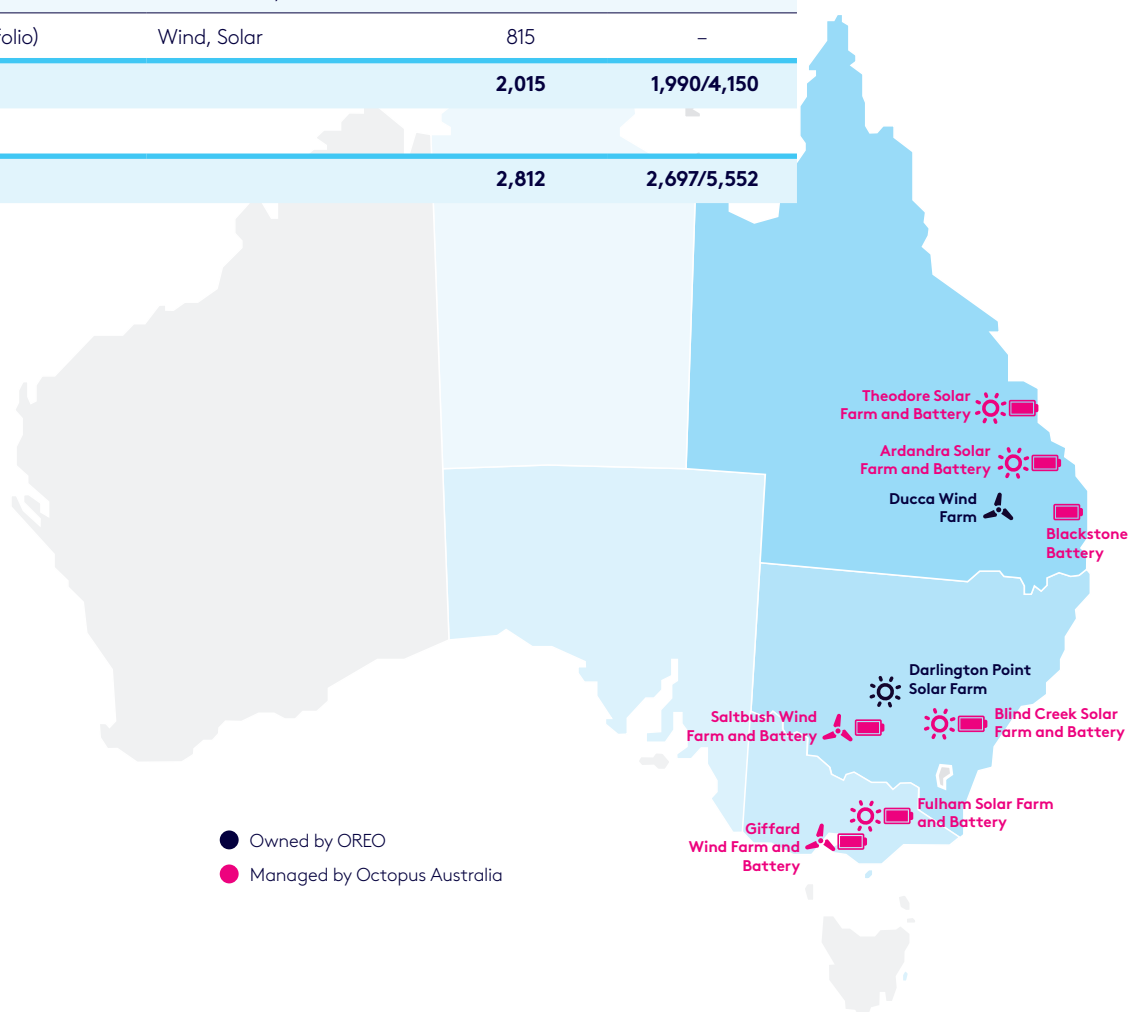 Wind, Solar 815 –
2,015 1,990/4,150
2,812 2,697/5,552
Theodore Solar
Farm and Battery
Ardandra Solar
Farm and Battery
Ducca Wind
Farm
Blackstone
Battery
Darlington Point
Solar Farm
Saltbush Wind
Farm and Battery
Blind Creek Solar
Farm and Battery
Fulham Solar Farm
and Battery
Giffard
Wind Farm and
Battery
Owned by OREO
Managed by Octopus Australia